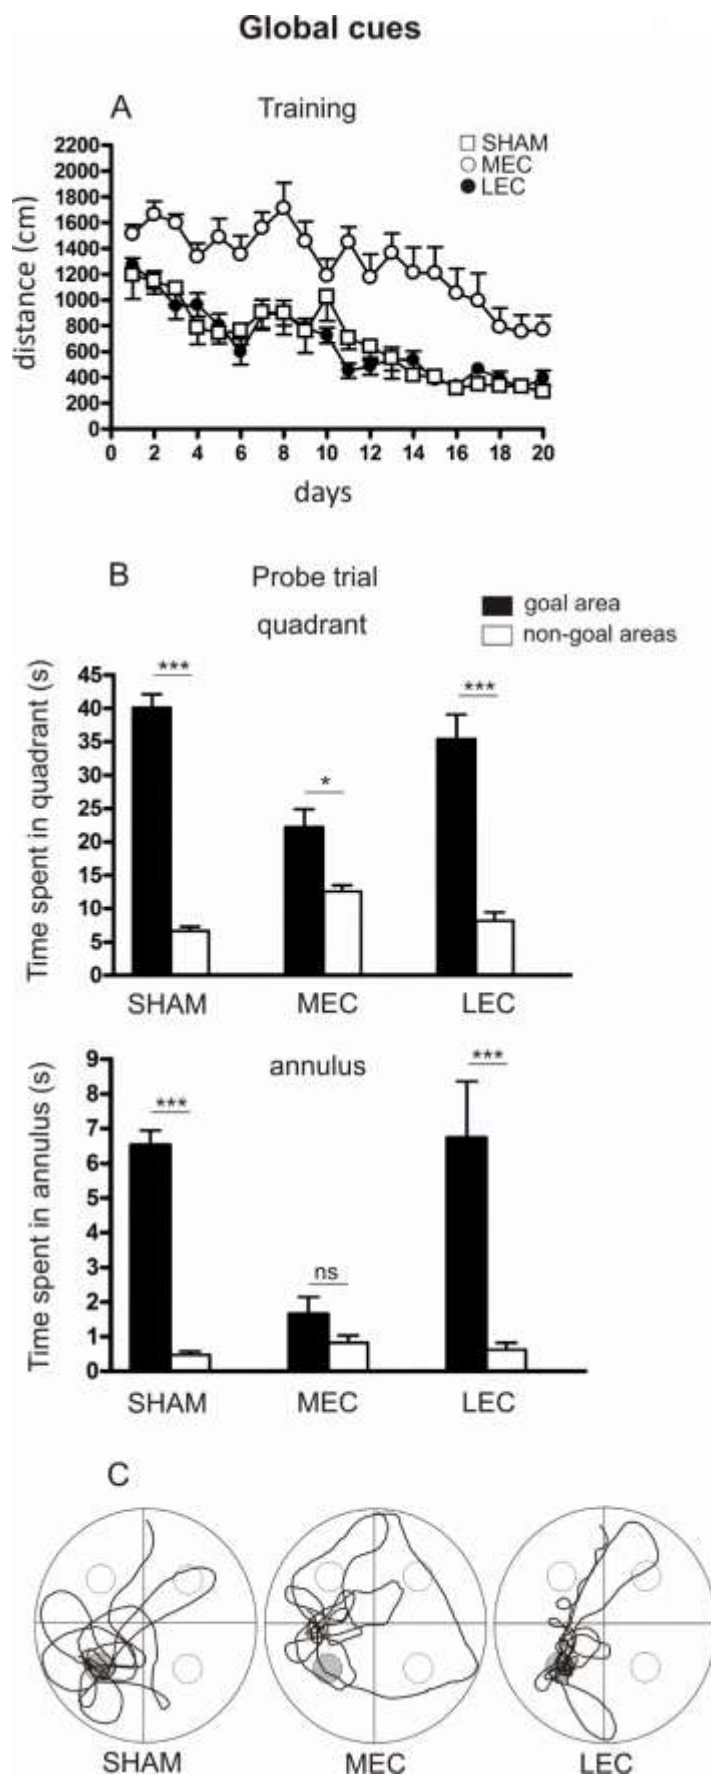 Global cues
A
Training
SHAM
MEC
LEC
distance (cm)
2200
2000
1800
1600
1400
1200
1000
800
600
400
200
0
0 2 4 6 8 10 12 14 16 18 20
days
B
Probe trial
quadrant
goal area
non-goal areas
Time spent in quadrant (s)
45
40
35
30
25
20
15
10
5
0
***
*
***
SHAM MEC LEC
annulus
Time spent in annulus (s)
9
8
7
6
5
4
3
2
1
0
***
ns
***
SHAM MEC LEC
C
SHAM MEC LEC